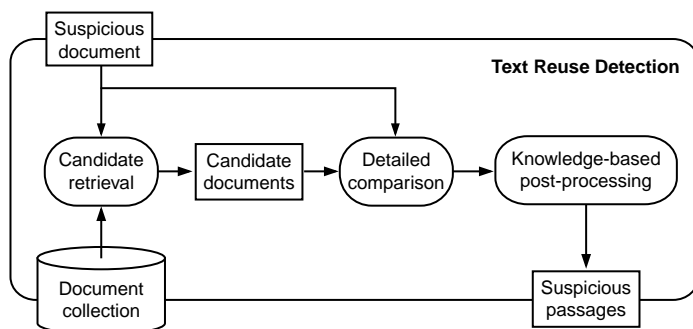 Suspicious
document
Text Reuse Detection
Candidate
retrieval
Candidate
documents
Detailed
comparison
Knowledge-based
post-processing
Document
collection
Suspicious
passages